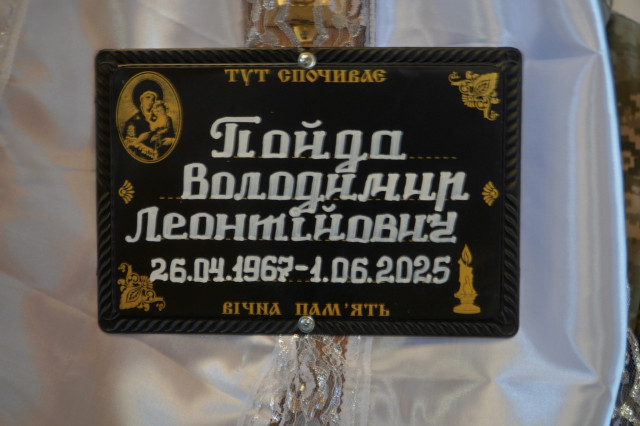 ТУТ СПОЧИВАЄ
Пойда
Володимир
Леонтійович
26.04.1967-1.06.2025
ВІЧНА ПАМ'ЯТЬ